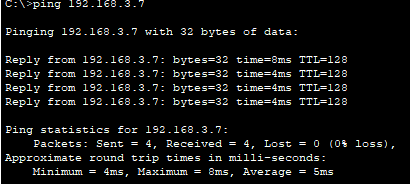 C:\>ping 192.168.3.7
Pinging 192.168.3.7 with 32 bytes of data:
Reply from 192.168.3.7: bytes=32 time=8ms TTL=128
Reply from 192.168.3.7: bytes=32 time=4ms TTL=128
Reply from 192.168.3.7: bytes=32 time=4ms TTL=128
Reply from 192.168.3.7: bytes=32 time=4ms TTL=128
Ping statistics for 192.168.3.7:
Packets: Sent = 4, Received = 4, Lost = 0 (0% loss),
Approximate round trip times in milli-seconds:
Minimum = 4ms, Maximum = 8ms, Average = 5ms